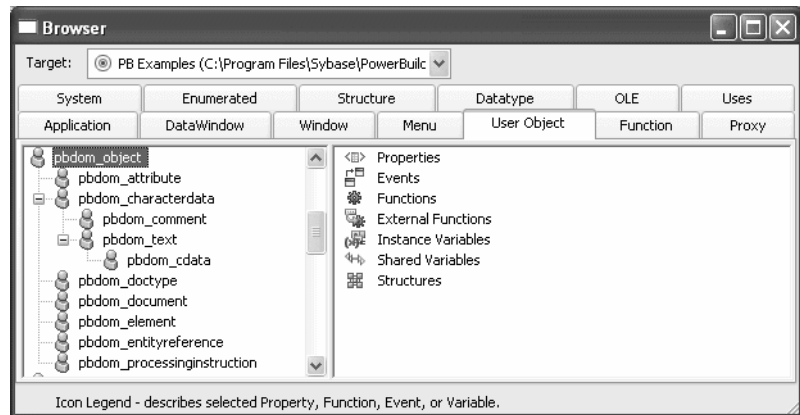 Browser
Target: PB Examples (C:\Program Files\Sybase\PowerBuilc
System Enumerated Structure Datatype OLE Uses
Application DataWindow Window Menu User Object Function Proxy
pbdom_object
pbdom_attribute
pbdom_characterdata
pbdom_comment
pbdom_text
pbdom_cdata
pbdom_doctype
pbdom_document
pbdom_element
pbdom_entityreference
pbdom_processinginstruction
Properties
Events
Functions
External Functions
Instance Variables
Shared Variables
Structures
Icon Legend - describes selected Property, Function, Event, or Variable.